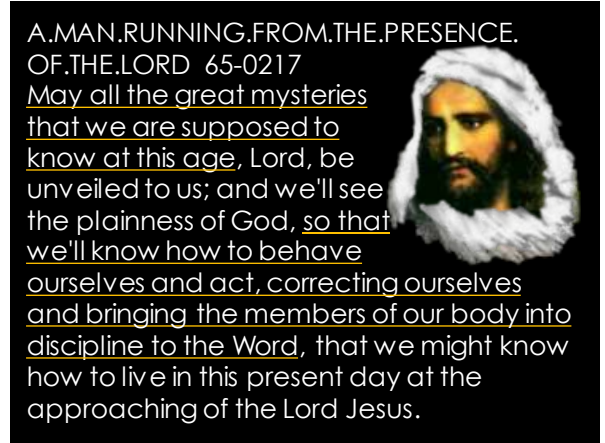 A.MAN.RUNNING.FROM.THE.PRESENCE.
OF.THE.LORD 65-0217
May all the great mysteries
that we are supposed to
know at this age, Lord, be
unveiled to us; and we'll see
the plainness of God, so that
we'll know how to behave
ourselves and act, correcting ourselves
and bringing the members of our body into
discipline to the Word, that we might know
how to live in this present day at the
approaching of the Lord Jesus.